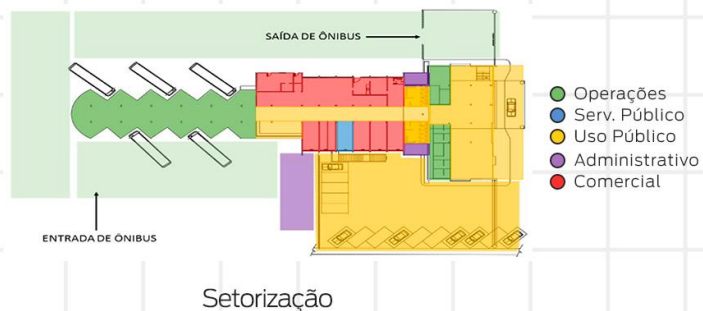 SAÍDA DE ÔNIBUS
Operações
Serv. Público
Uso Público
Administrativo
Comercial
ENTRADA DE ÔNIBUS
Setorização